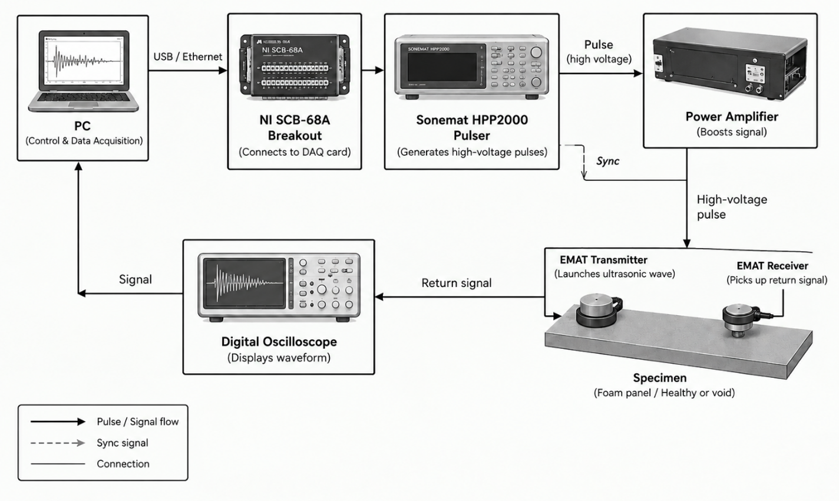 PC
(Control & Data Acquisition)
USB / Ethernet
NI SCB-68A
NI SCB-68A
Breakout
(Connects to DAQ card)
SONEMAT HPP2000
Sonemat HPP2000
Pulser
(Generates high-voltage pulses)
Pulse
(high voltage)
Power Amplifier
(Boosts signal)
Sync
High-voltage
pulse
Signal
Digital Oscilloscope
(Displays waveform)
Return signal
EMAT Transmitter
(Launches ultrasonic wave)
EMAT Receiver
(Picks up return signal)
Specimen
(Foam panel / Healthy or void)
Pulse / Signal flow
Sync signal
Connection